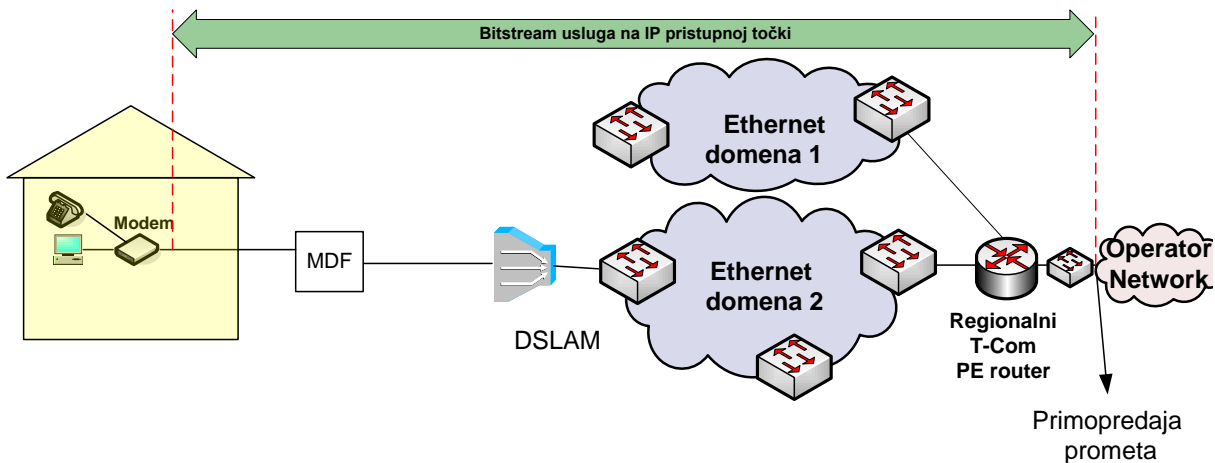 Bitstream usluga na IP pristupnoj točki
Ethernet
domena 1
Modem
MDF
DSLAM
Ethernet
domena 2
Regionalni
T-Com
PE router
Operator
Network
Primopredaja
prometa